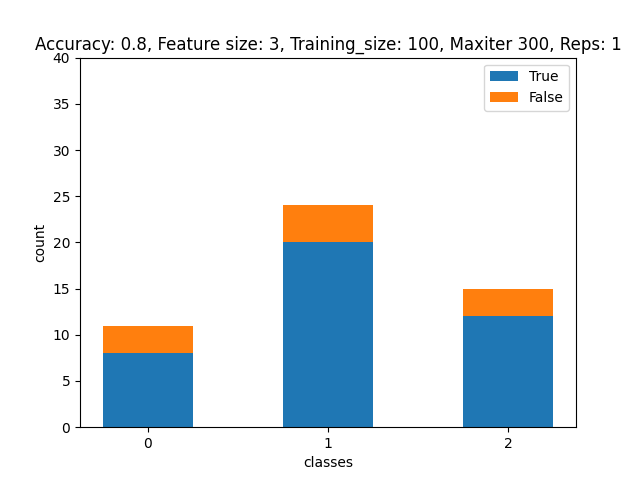 Accuracy: 0.8, Feature size: 3, Training_size: 100, Maxiter 300, Reps: 1
40
35
30
25
20
15
10
5
0
count
True
False
0 1 2
classes